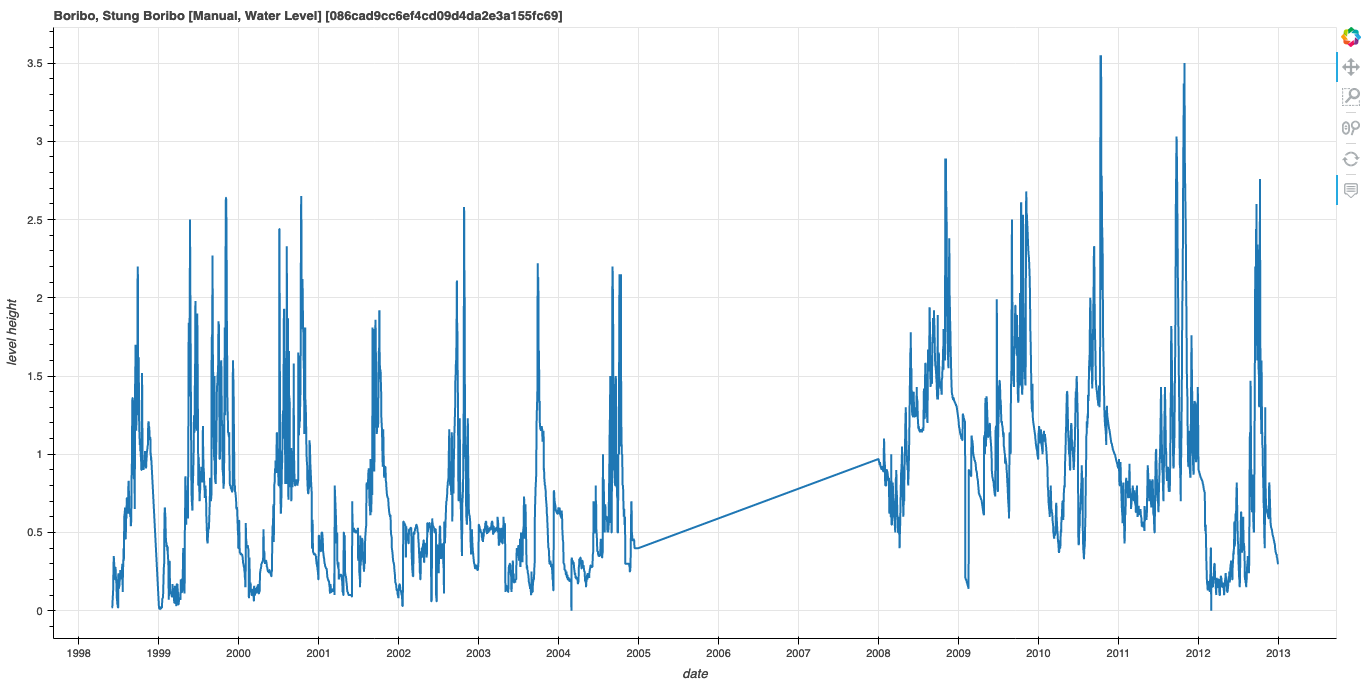 Boribo, Stung Boribo [Manual, Water Level] [086cad9cc6ef4cd09d4da2e3a155fc69]
3.5
3
2.5
2
1.5
1
0.5
0
level height
1998 1999 2000 2001 2002 2003 2004 2005 2006 2007 2008 2009 2010 2011 2012 2013
date